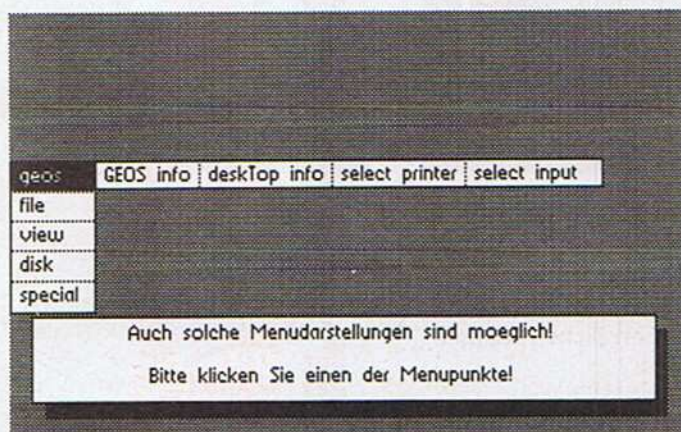 geos GEOS info deskTop info select printer select input
file
view
disk
special
Auch solche Menudarstellungen sind moeglich!
Bitte klicken Sie einen der Menupunkte!